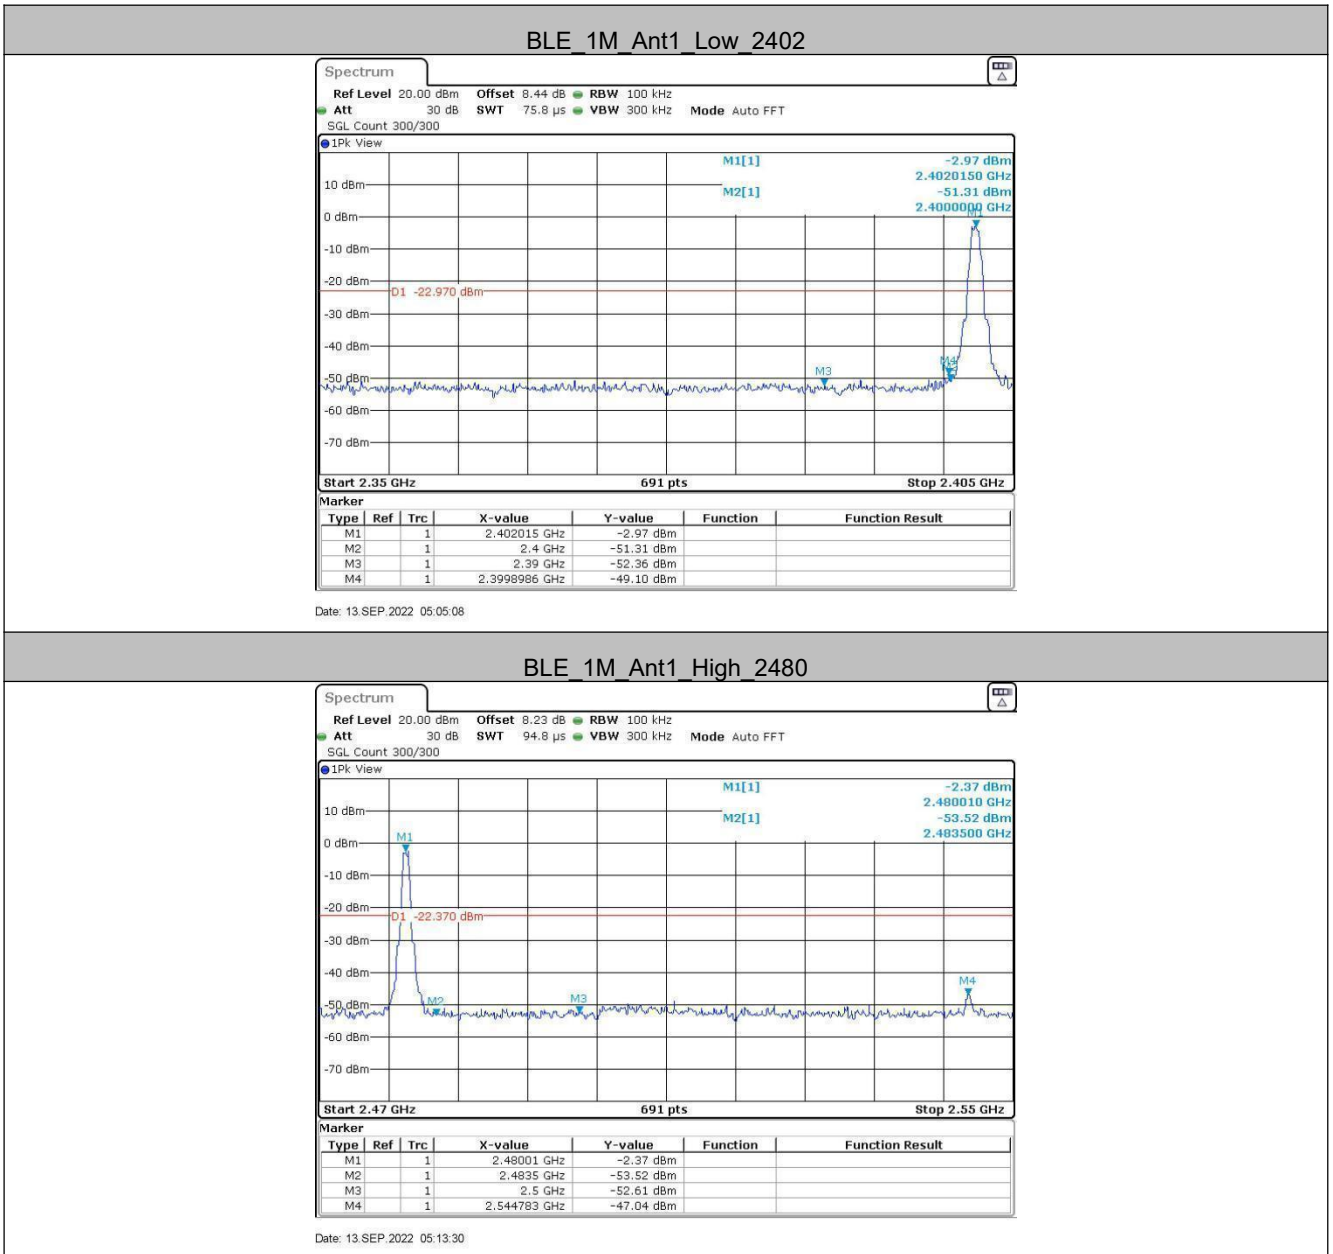 BLE_1M_Ant1_Low_2402
Spectrum
Ref Level 20.00 dBm Offset 8.44 dB RBW 100 kHz
Att 30 dB SWT 75.8 µs VBW 300 kHz Mode Auto FFT
SGL Count 300/300
1Pk View
M1[1] -2.97 dBm
2.4020150 GHz
M2[1] -51.31 dBm
2.4000000 GHz
M1
10 dBm
0 dBm
-10 dBm
-20 dBm
D1 -22.970 dBm
-30 dBm
-40 dBm
M4
M3
-50 dBm
-60 dBm
-70 dBm
Start 2.35 GHz 691 pts Stop 2.405 GHz
Marker
Type Ref Trc X-value Y-value Function Function Result
M1 1 2.402015 GHz -2.97 dBm
M2 1 2.4 GHz -51.31 dBm
M3 1 2.39 GHz -52.36 dBm
M4 1 2.3998986 GHz -49.10 dBm
Date: 13.SEP.2022 05:05:08
BLE_1M_Ant1_High_2480
Spectrum
Ref Level 20.00 dBm Offset 8.23 dB RBW 100 kHz
Att 30 dB SWT 94.8 µs VBW 300 kHz Mode Auto FFT
SGL Count 300/300
1Pk View
M1[1] -2.37 dBm
2.480010 GHz
M2[1] -53.52 dBm
2.483500 GHz
10 dBm
M1
0 dBm
-10 dBm
-20 dBm
D1 -22.370 dBm
-30 dBm
-40 dBm
M4
M2 M3
-50 dBm
-60 dBm
-70 dBm
Start 2.47 GHz 691 pts Stop 2.55 GHz
Marker
Type Ref Trc X-value Y-value Function Function Result
M1 1 2.48001 GHz -2.37 dBm
M2 1 2.4835 GHz -53.52 dBm
M3 1 2.5 GHz -52.61 dBm
M4 1 2.544783 GHz -47.04 dBm
Date: 13.SEP.2022 05:13:30